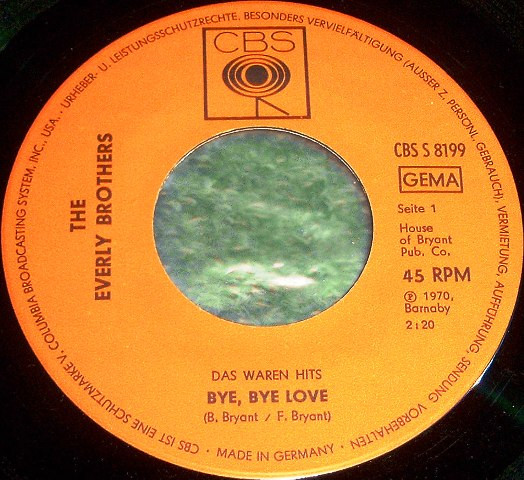 CBS
CBS IST EINE SCHUTZMARKE V. COLUMBIA BROADCASTING SYSTEM, INC., USA. · URHEBER- U. LEISTUNGSSCHUTZRECHTE, BESONDERS VERVIELFÄLTIGUNG (AUSSER Z. PERSÖNL. GEBRAUCH), VERMIETUNG, AUFFÜHRUNG, SENDUNG VORBEHALTEN
THE
EVERLY BROTHERS
CBS S 8199
GEMA
Seite 1
House
of Bryant
Pub. Co.
45 RPM
℗ 1970,
Barnaby
2:20
DAS WAREN HITS
BYE, BYE LOVE
(B. Bryant / F. Bryant)
· MADE IN GERMANY ·